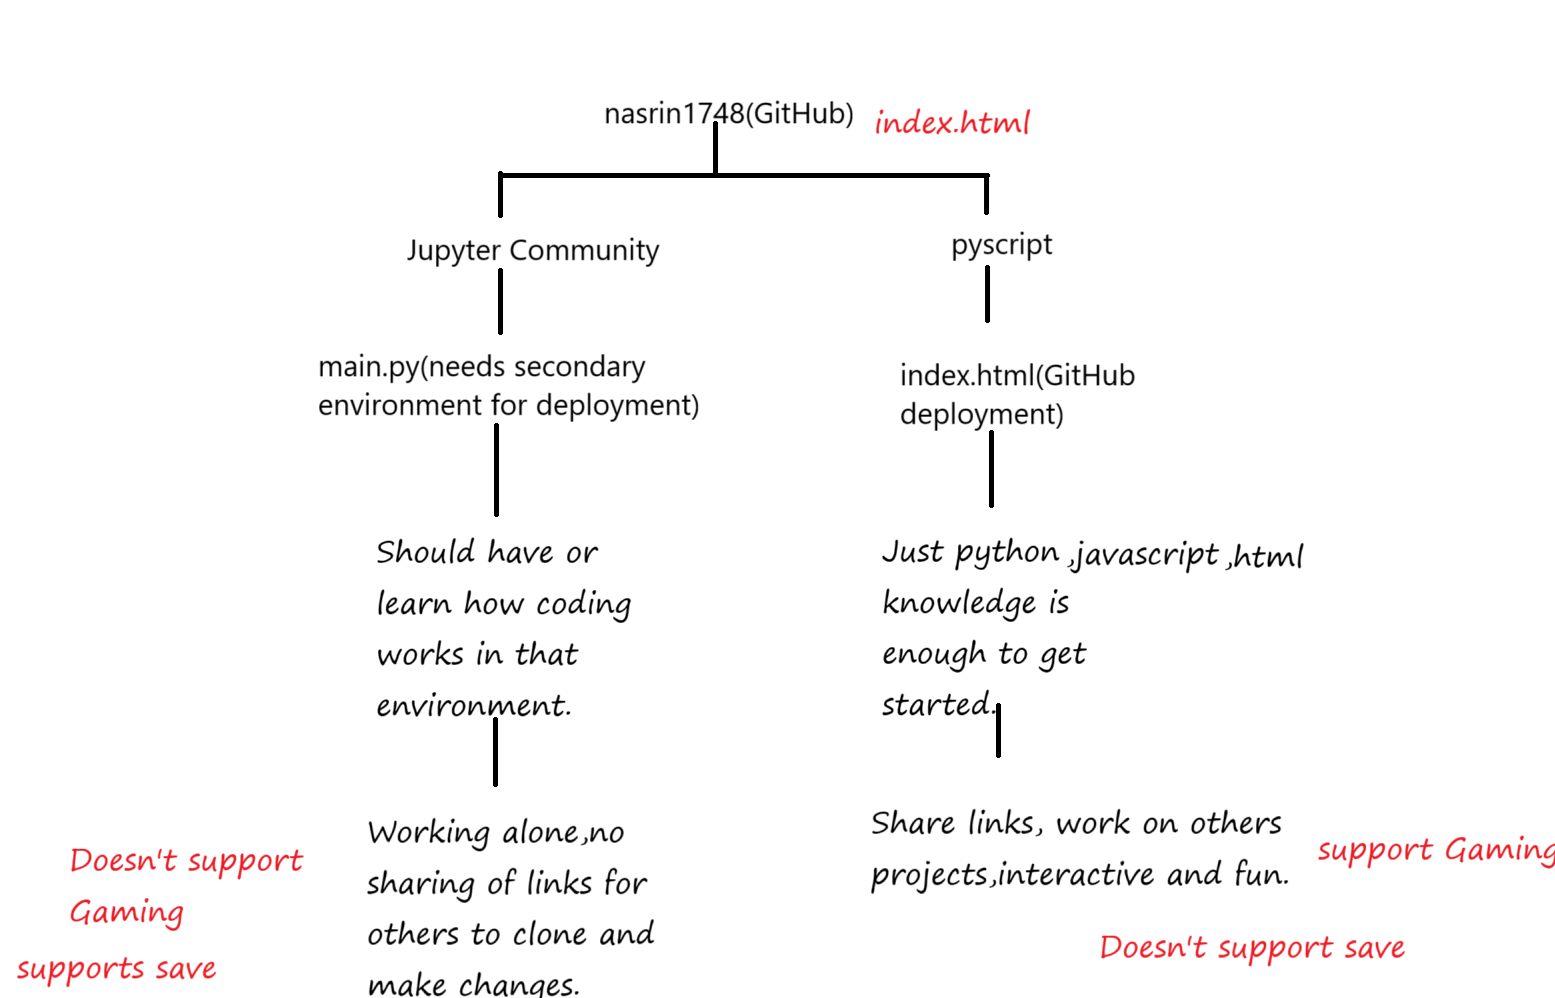 nasrin1748(GitHub) index.html
Jupyter Community
pyscript
main.py(needs secondary
environment for deployment)
index.html(GitHub
deployment)
Should have or
learn how coding
works in that
environment.
Just python ,javascript ,html
knowledge is
enough to get
started.
Working alone,no
sharing of links for
others to clone and
make changes.
Doesn't support
Gaming
supports save
Share links, work on others
projects,interactive and fun.
support Gaming
Doesn't support save